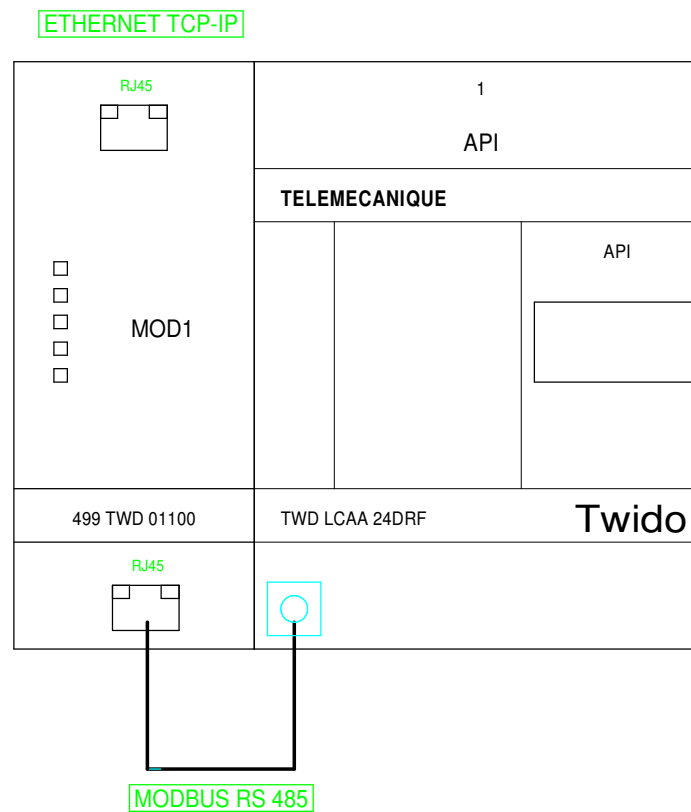 ETHERNET TCP-IP
RJ45
1
API
TELEMECANIQUE
API
MOD1
499 TWD 01100
TWD LCAA 24DRF
Twido
RJ45
MODBUS RS 485